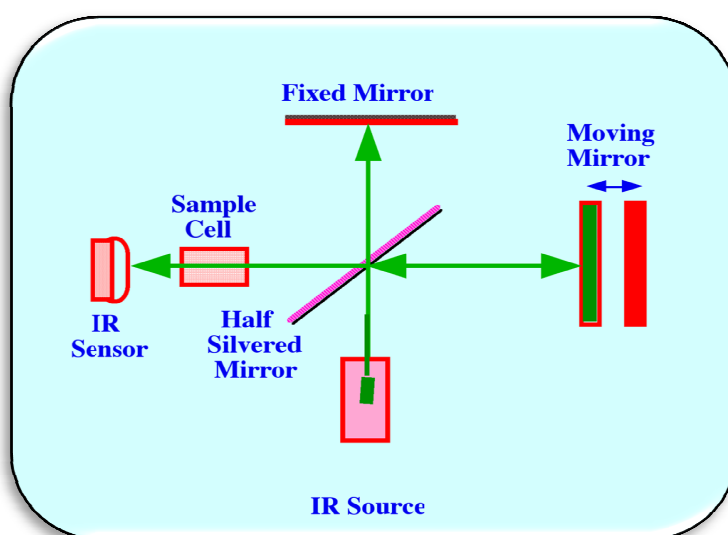 Fixed Mirror
Moving
Mirror
Sample
Cell
IR
Sensor
Half
Silvered
Mirror
IR Source